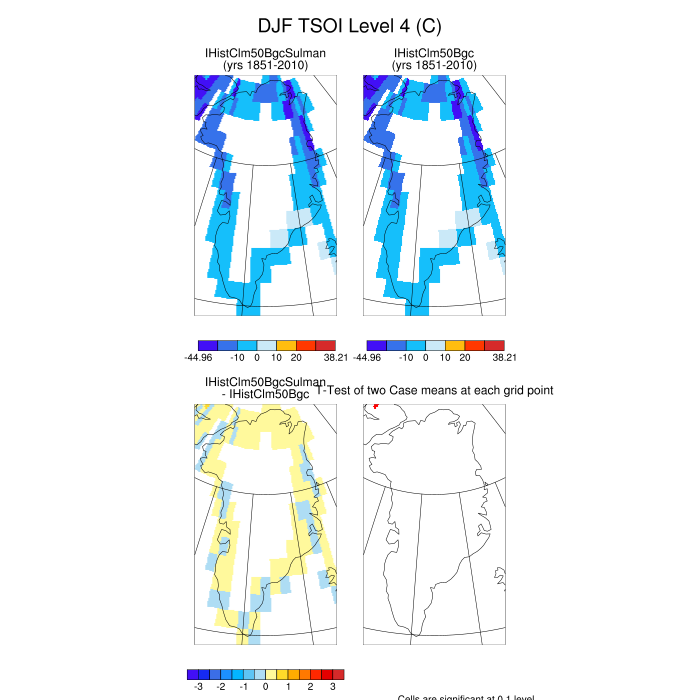 DJF TSOI Level 4 (C)
IHistClm50BgcSulman
(yrs 1851-2010)
IHistClm50Bgc
(yrs 1851-2010)
-44.96 -10 0 10 20 38.21
-44.96 -10 0 10 20 38.21
IHistClm50BgcSulman
- IHistClm50Bgc
T-Test of two Case means at each grid point
-3 -2 -1 0 1 2 3
Cells are significant at 0.1 level